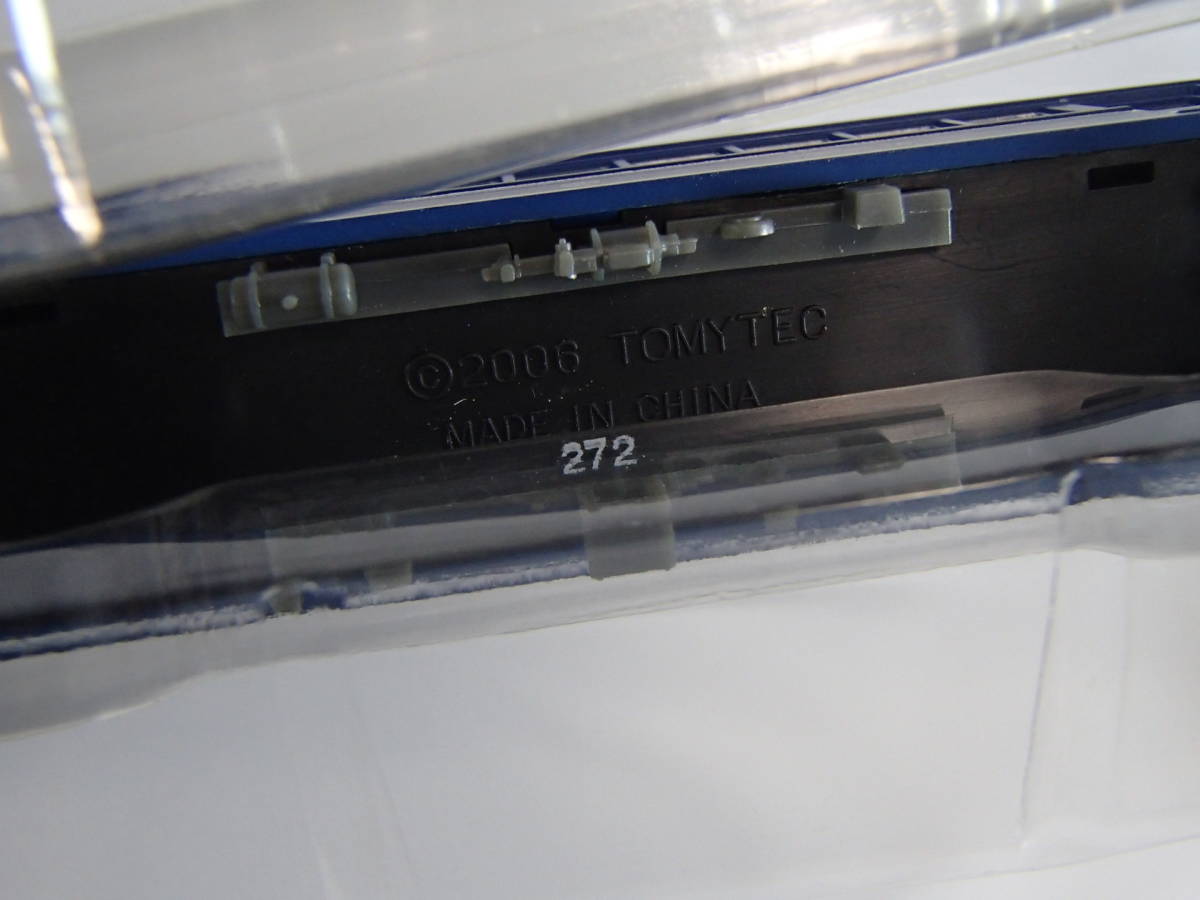 ©2006 TOMYTEC
MADE IN CHINA
272